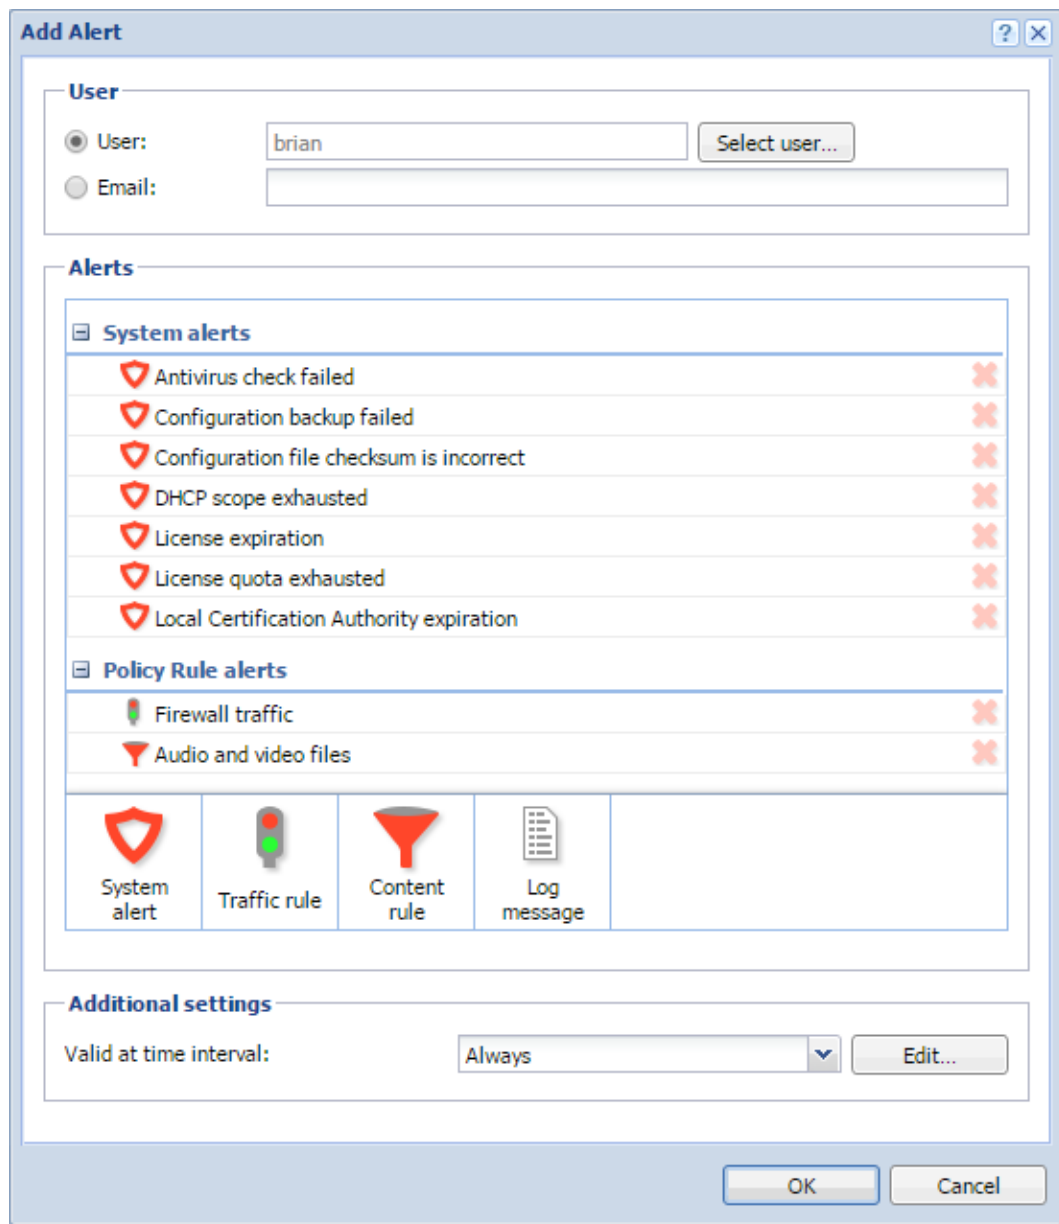 Add Alert
User
User:
brian
Select user...
Email:
Alerts
System alerts
Antivirus check failed
Configuration backup failed
Configuration file checksum is incorrect
DHCP scope exhausted
License expiration
License quota exhausted
Local Certification Authority expiration
Policy Rule alerts
Firewall traffic
Audio and video files
System
alert
Traffic rule
Content
rule
Log
message
Additional settings
Valid at time interval:
Always
Edit...
OK
Cancel